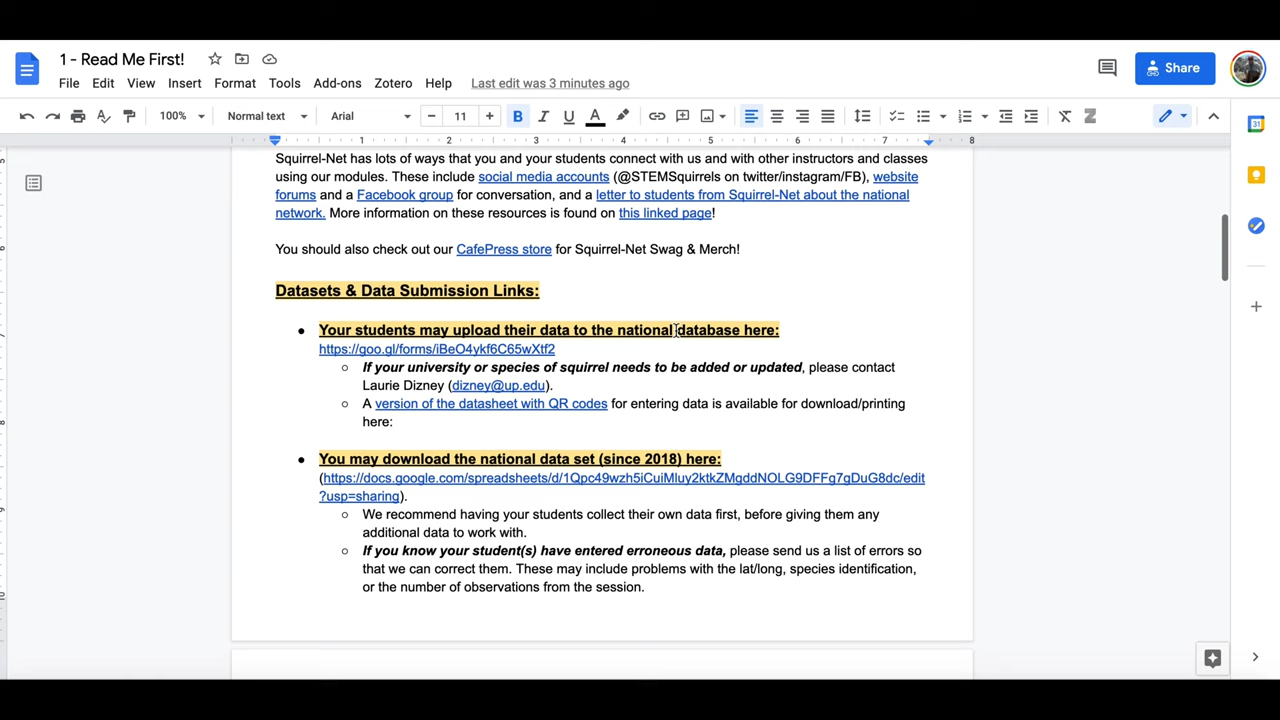 1 - Read Me First!
File Edit View Insert Format Tools Add-ons Zotero Help Last edit was 3 minutes ago
Share
100% Normal text Arial 11 B I U A Z
31
1 2 3 4 5 6 7 8
Squirrel-Net has lots of ways that you and your students connect with us and with other instructors and classes
using our modules. These include social media accounts (@STEMSquirrels on twitter/instagram/FB), website
forums and a Facebook group for conversation, and a letter to students from Squirrel-Net about the national
network. More information on these resources is found on this linked page!
You should also check out our CafePress store for Squirrel-Net Swag & Merch!
Datasets & Data Submission Links:
● Your students may upload their data to the national database here:
https://goo.gl/forms/iBeO4ykf6C65wXtf2
○ If your university or species of squirrel needs to be added or updated, please contact
Laurie Dizney (dizney@up.edu).
○ A version of the datasheet with QR codes for entering data is available for download/printing
here:
● You may download the national data set (since 2018) here:
(https://docs.google.com/spreadsheets/d/1Qpc49wzh5iCuiMluy2ktkZMgddNOLG9DFFg7gDuG8dc/edit
?usp=sharing).
○ We recommend having your students collect their own data first, before giving them any
additional data to work with.
○ If you know your student(s) have entered erroneous data, please send us a list of errors so
that we can correct them. These may include problems with the lat/long, species identification,
or the number of observations from the session.